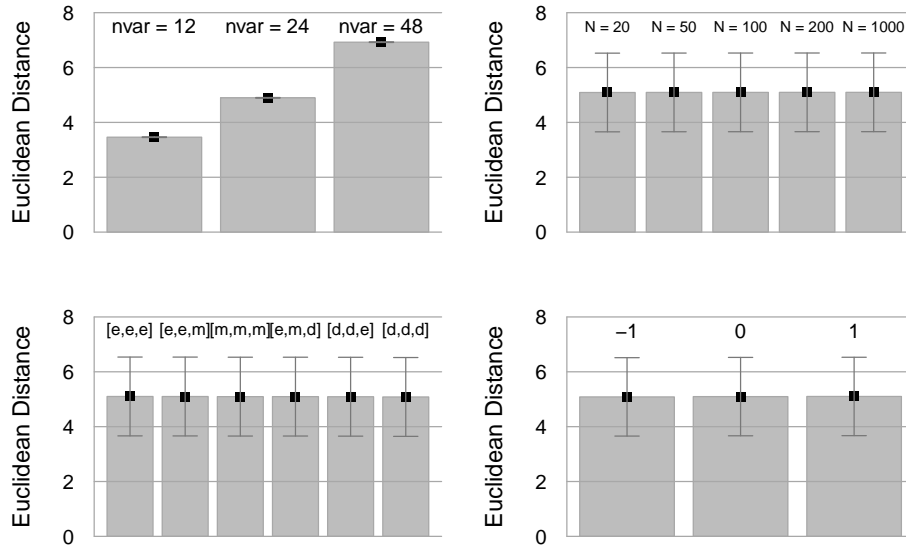 Euclidean Distance
8
6
4
2
0
nvar = 12 nvar = 24 nvar = 48
Euclidean Distance
8
6
4
2
0
N = 20 N = 50 N = 100 N = 200 N = 1000
Euclidean Distance
8
6
4
2
0
[e,e,e] [e,e,m] [m,m,m] [e,m,d] [d,d,e] [d,d,d]
Euclidean Distance
8
6
4
2
0
−1 0 1